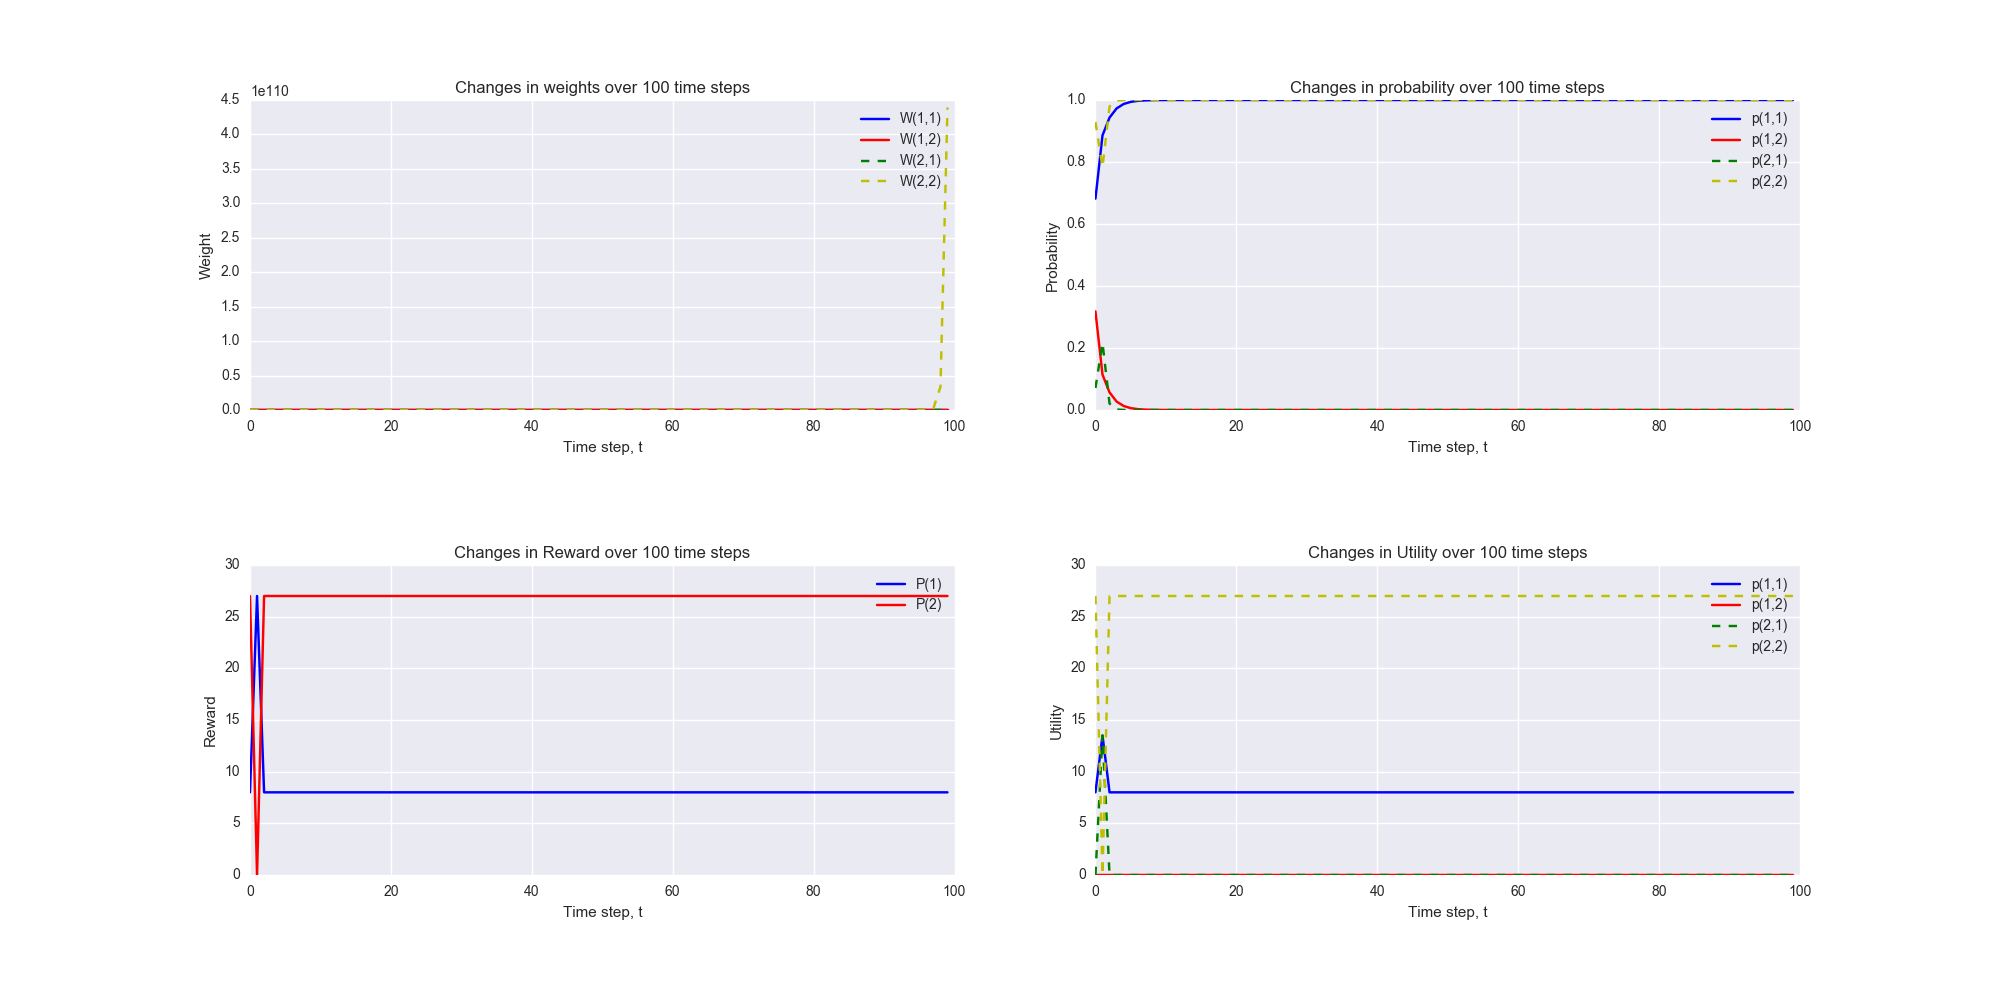 Changes in weights over 100 time steps
1e110
4.5
4.0
3.5
3.0
2.5
2.0
1.5
1.0
0.5
0.0
Weight
W(1,1)
W(1,2)
W(2,1)
W(2,2)
0 20 40 60 80 100
Time step, t
Changes in probability over 100 time steps
1.0
0.8
0.6
0.4
0.2
0.0
Probability
p(1,1)
p(1,2)
p(2,1)
p(2,2)
0 20 40 60 80 100
Time step, t
Changes in Reward over 100 time steps
30
25
20
15
10
5
0
Reward
P(1)
P(2)
0 20 40 60 80 100
Time step, t
Changes in Utility over 100 time steps
30
25
20
15
10
5
0
Utility
p(1,1)
p(1,2)
p(2,1)
p(2,2)
0 20 40 60 80 100
Time step, t